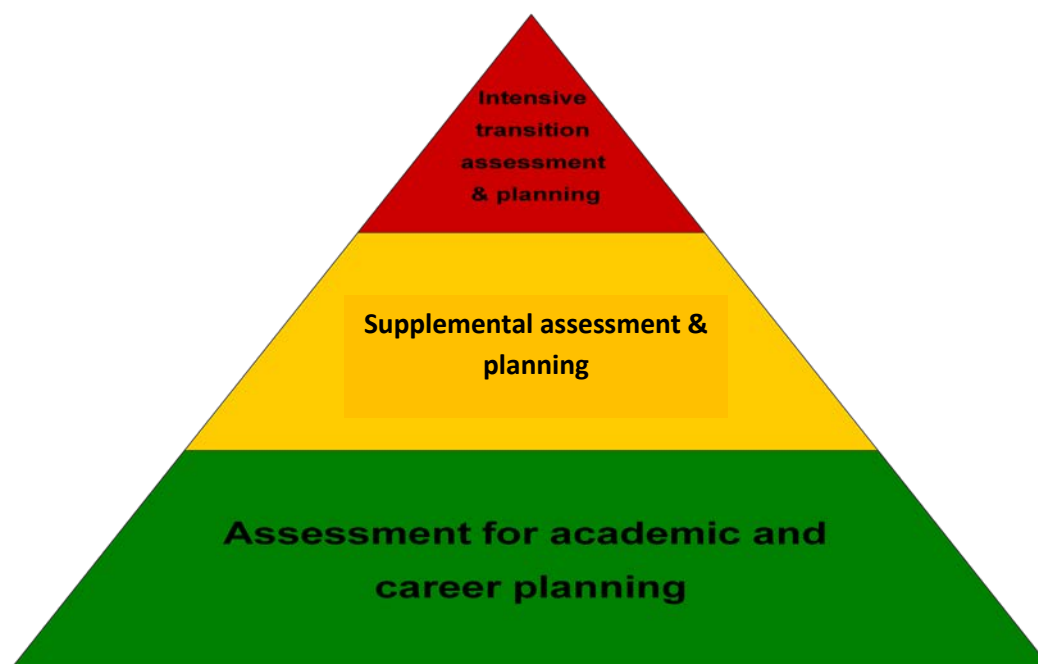 Intensive
transition
assessment
& planning
Supplemental assessment &
planning
Assessment for academic and
career planning